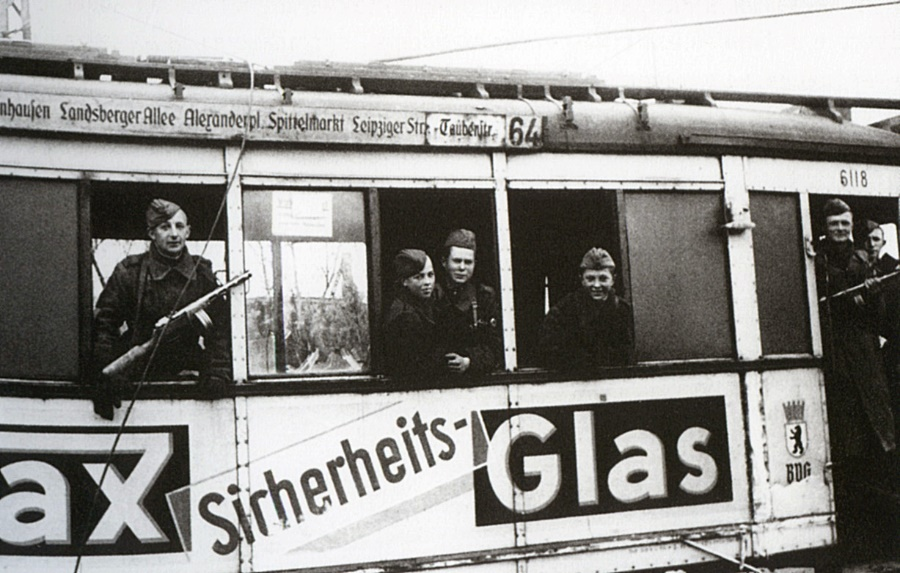 nhausen Landsberger Allee Alexanderpl. Spittelmarkt Leipziger Str. Taubenstr. 64
6118
ax Sicherheits-Glas
BVG